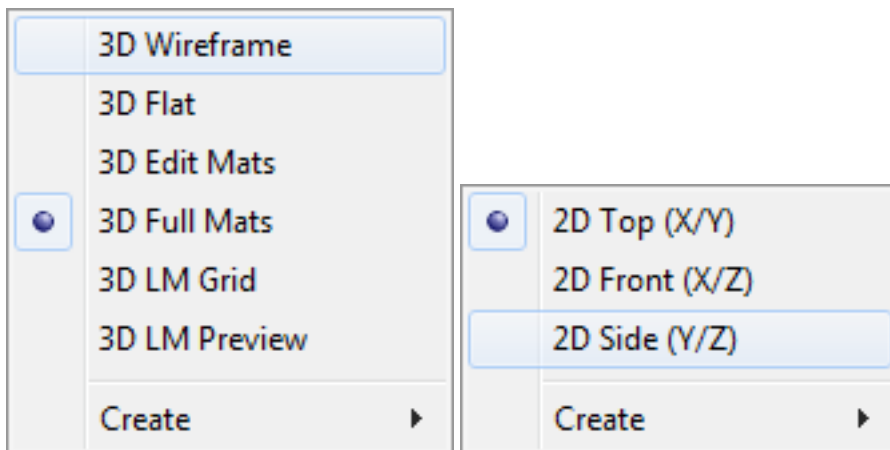 3D Wireframe
3D Flat
3D Edit Mats
3D Full Mats
3D LM Grid
3D LM Preview
Create
2D Top (X/Y)
2D Front (X/Z)
2D Side (Y/Z)
Create